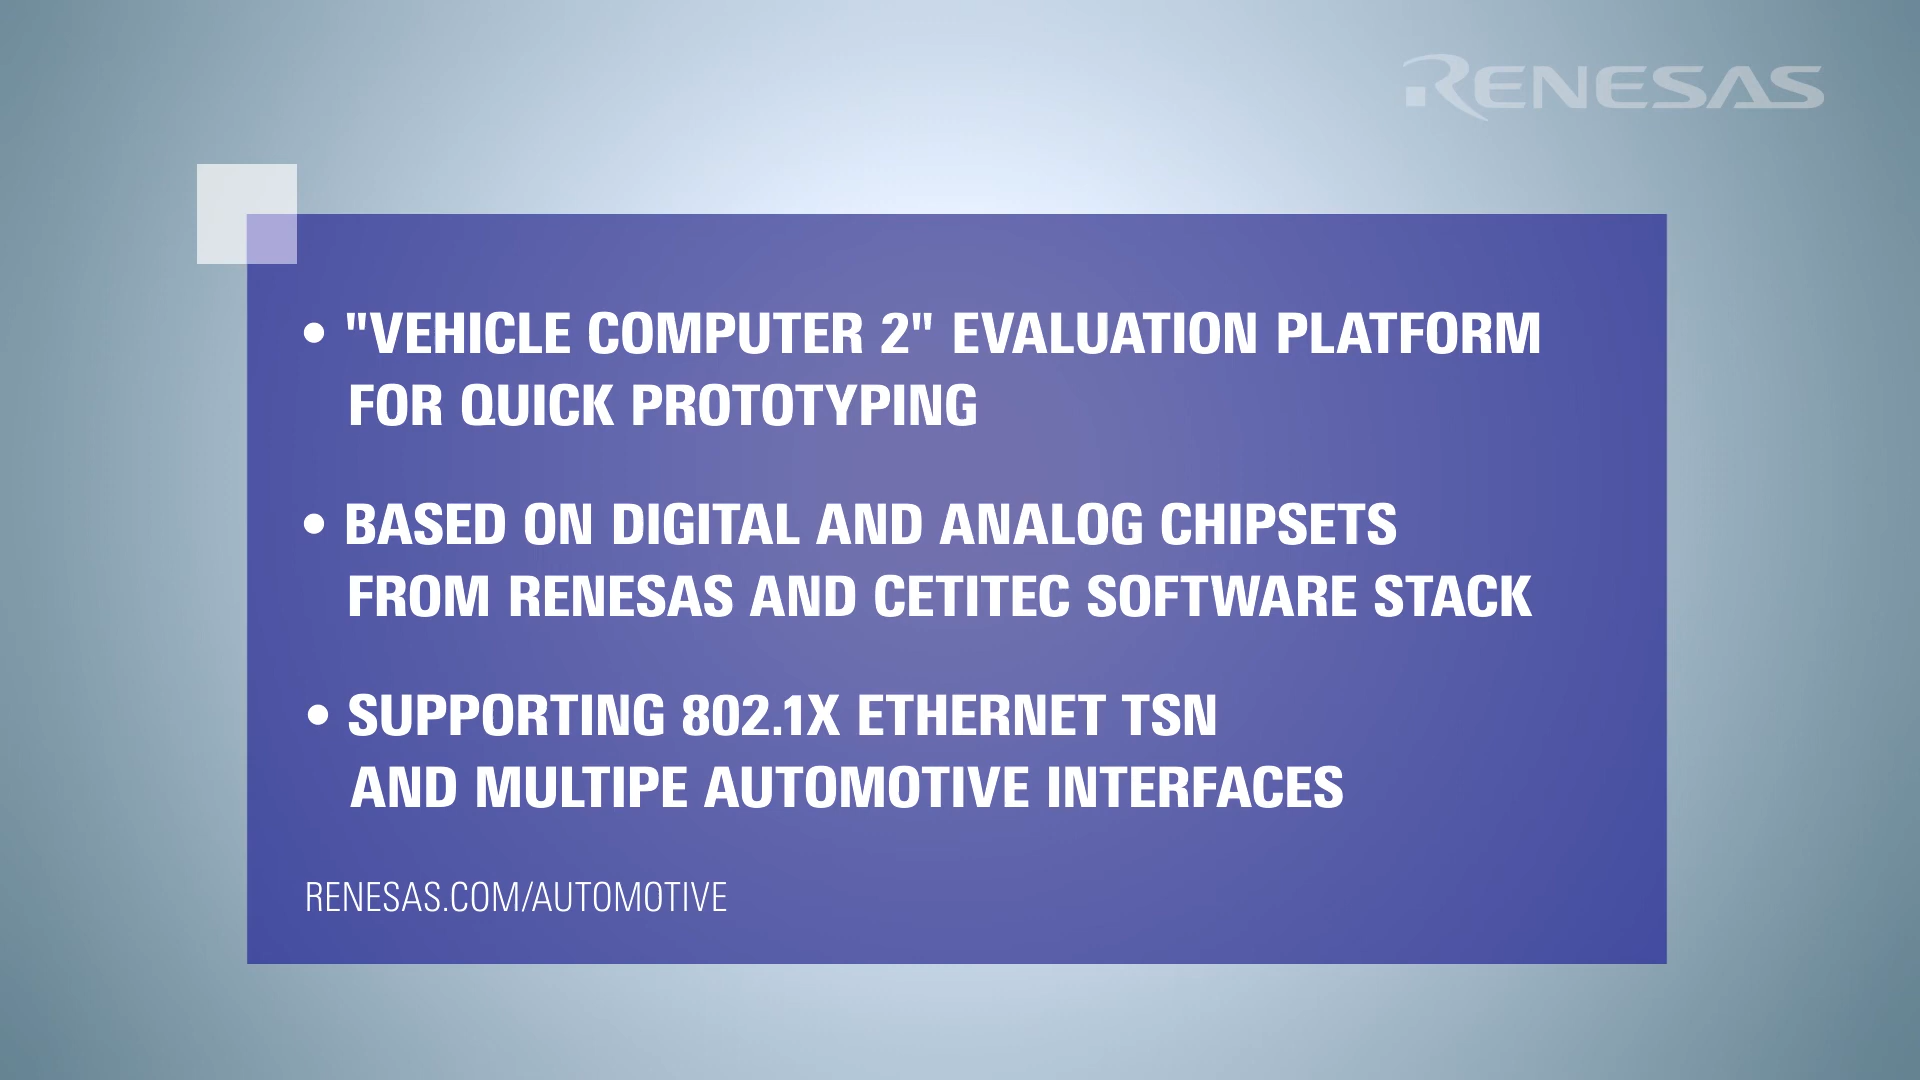 RENESAS
• "VEHICLE COMPUTER 2" EVALUATION PLATFORM
FOR QUICK PROTOTYPING
• BASED ON DIGITAL AND ANALOG CHIPSETS
FROM RENESAS AND CETITEC SOFTWARE STACK
• SUPPORTING 802.1X ETHERNET TSN
AND MULTIPE AUTOMOTIVE INTERFACES
RENESAS.COM/AUTOMOTIVE